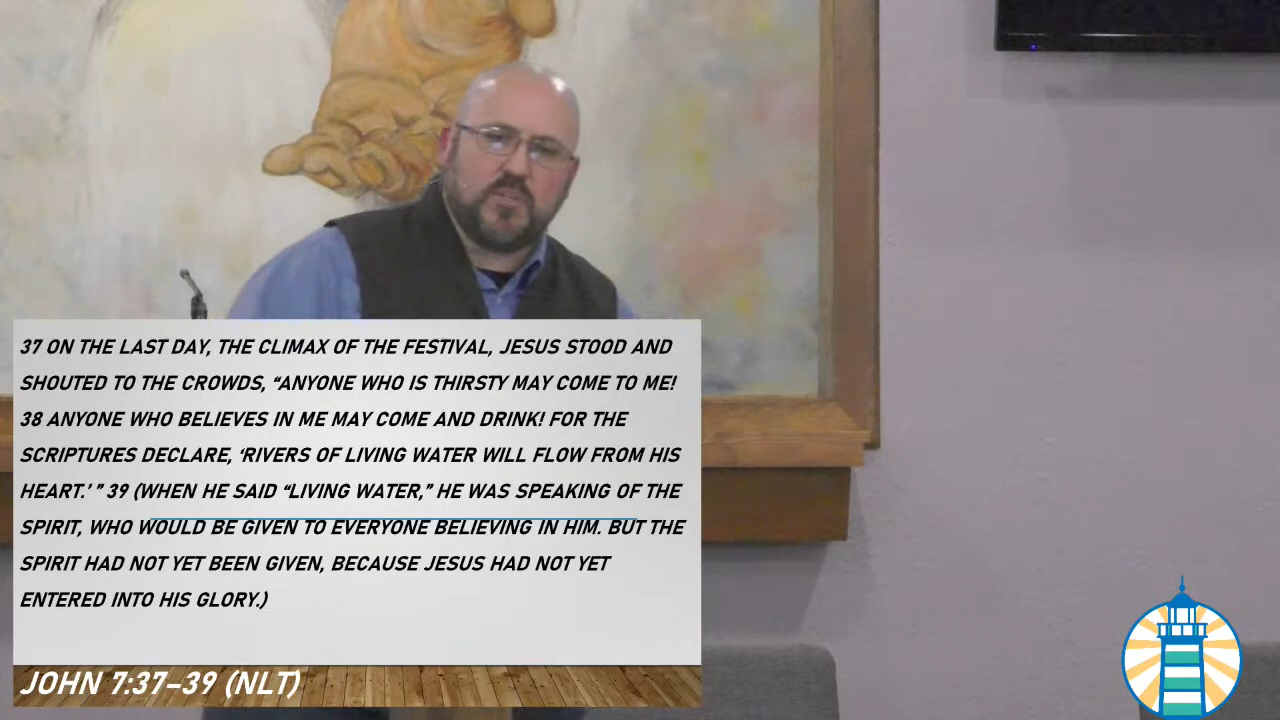 37 ON THE LAST DAY, THE CLIMAX OF THE FESTIVAL, JESUS STOOD AND
SHOUTED TO THE CROWDS, “ANYONE WHO IS THIRSTY MAY COME TO ME!
38 ANYONE WHO BELIEVES IN ME MAY COME AND DRINK! FOR THE
SCRIPTURES DECLARE, ‘RIVERS OF LIVING WATER WILL FLOW FROM HIS
HEART.’ ” 39 (WHEN HE SAID “LIVING WATER,” HE WAS SPEAKING OF THE
SPIRIT, WHO WOULD BE GIVEN TO EVERYONE BELIEVING IN HIM. BUT THE
SPIRIT HAD NOT YET BEEN GIVEN, BECAUSE JESUS HAD NOT YET
ENTERED INTO HIS GLORY.)
JOHN 7:37–39 (NLT)